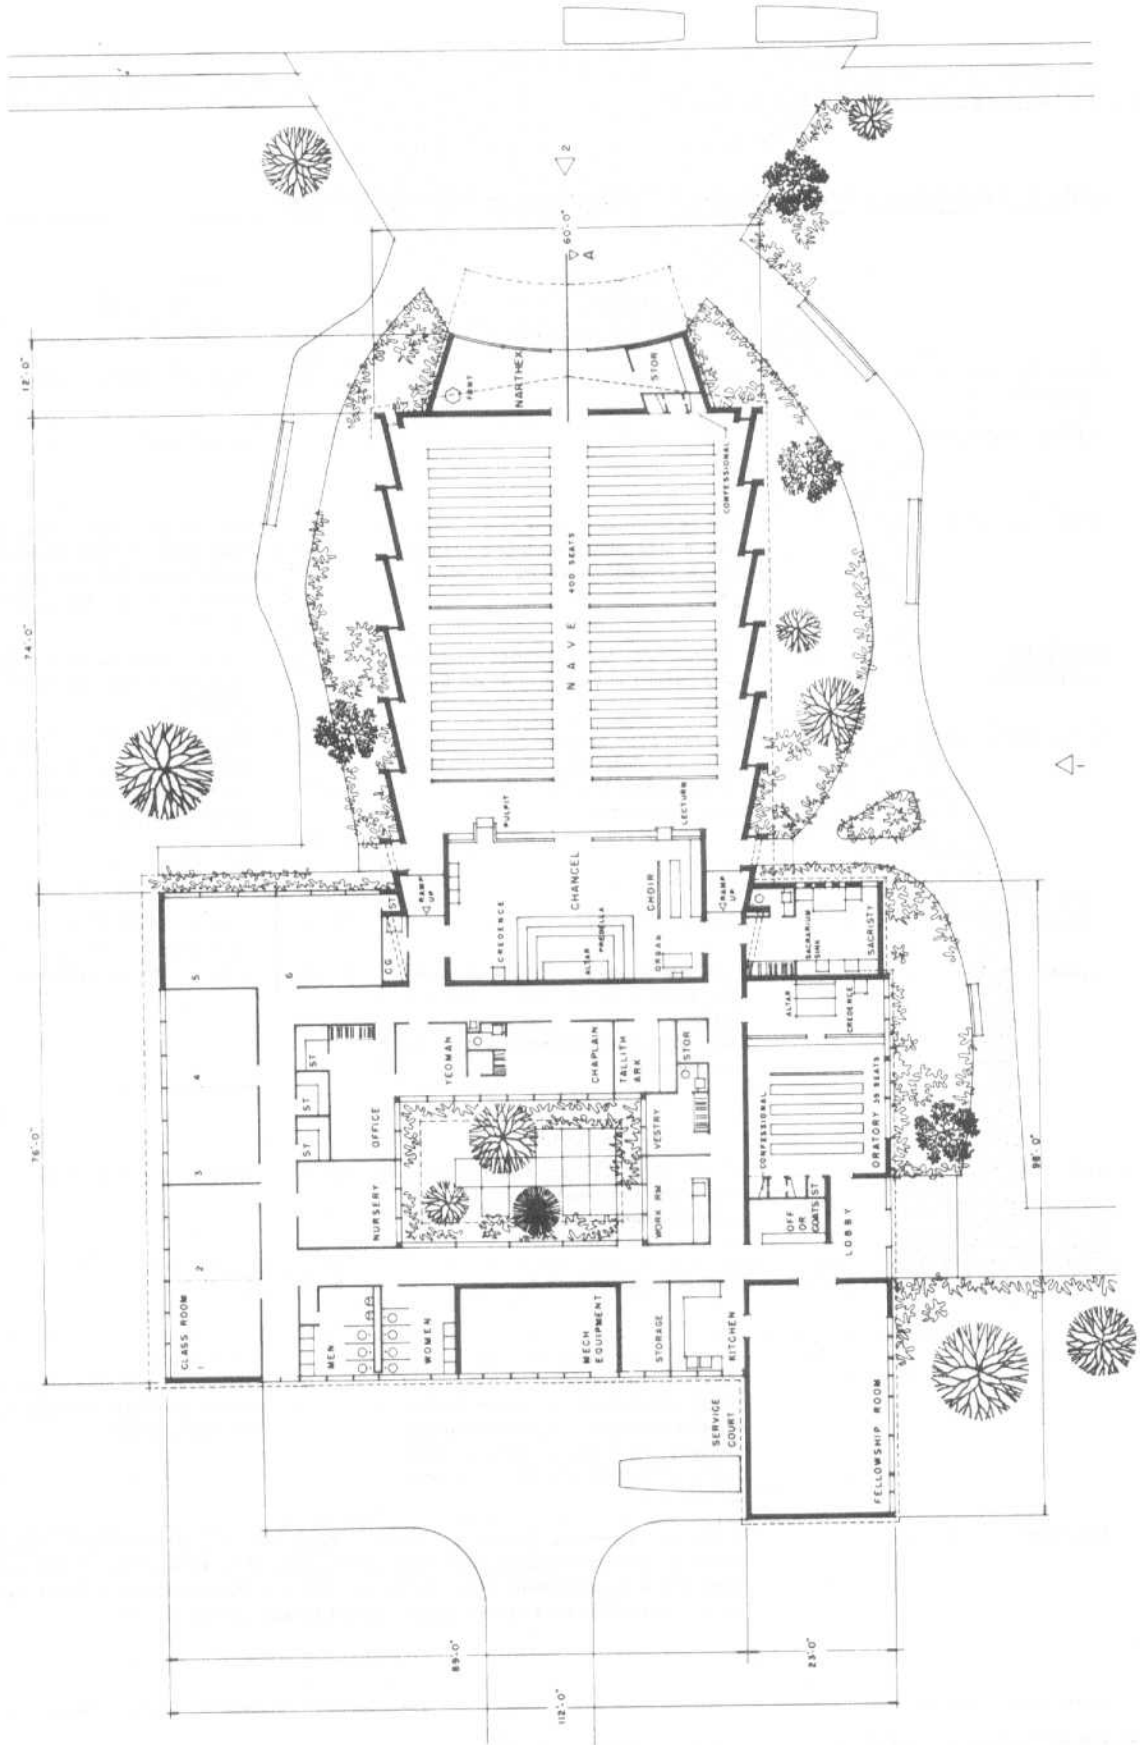 2
60'-0"
A
12'-0"
FONT
NARTHEX
STOR
CONFESSIONAL
NAVE
400 SEATS
74'-0"
PULPIT
LECTURN
1
ST
RAMP
UP
CHANCEL
CHOIR
RAMP
UP
CREDENCE
ALTAR
PREDELLA
ORGAN
SACRARIUM
SINK
SACRISTY
5
6
ALTAR
CREDENCE
4
ST
YEOMAN
CHAPLAIN
TALLITH
ARK
STOR
ST
ST
OFFICE
VESTRY
CONFESSIONAL
ORATORY 35 SEATS
76'-0"
98'-0"
3
NURSERY
WORK RM
OFF
OR
COATS
ST
LOBBY
2
CLASS ROOM
1
MEN
WOMEN
MECH
EQUIPMENT
STORAGE
KITCHEN
SERVICE
COURT
FELLOWSHIP ROOM
89'-0"
23'-0"
112'-0"